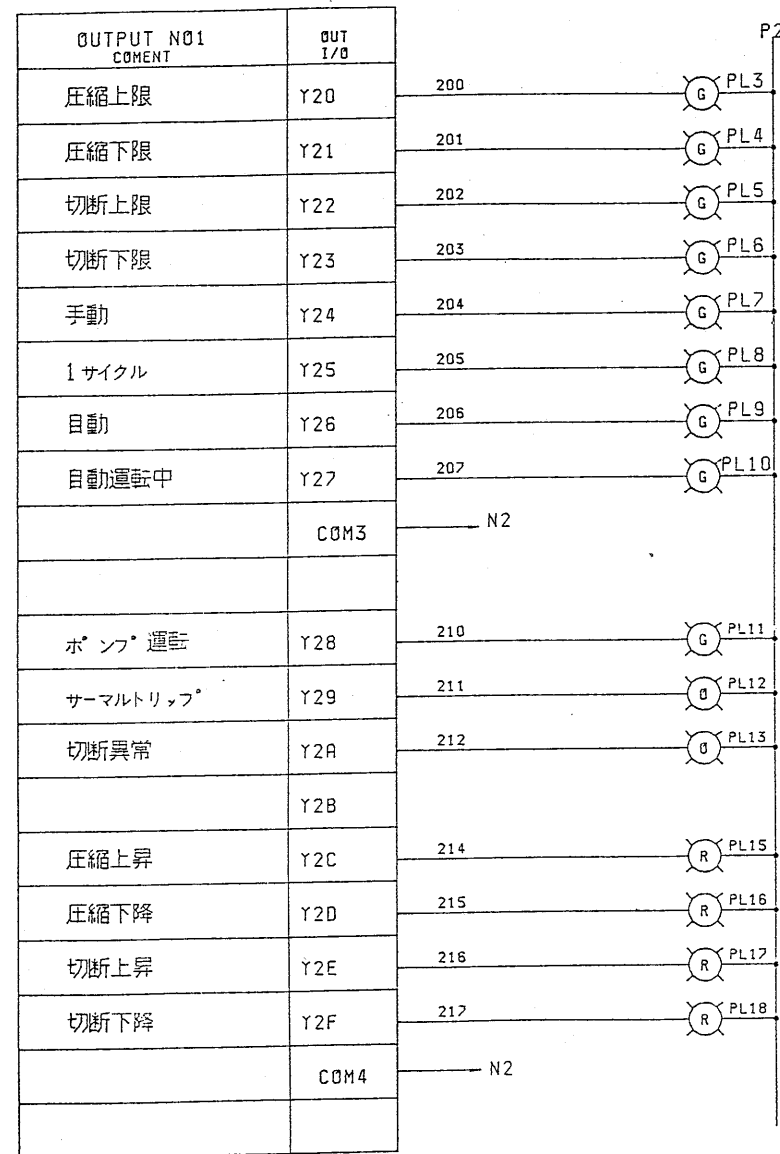 OUTPUT NO1 OUT P2
COMENT I/O
圧縮上限 Y20 200 G PL3
圧縮下限 Y21 201 G PL4
切断上限 Y22 202 G PL5
切断下限 Y23 203 G PL6
手動 Y24 204 G PL7
1サイクル Y25 205 G PL8
自動 Y26 206 G PL9
自動運転中 Y27 207 G PL10
COM3 N2
ポンプ運転 Y28 210 G PL11
サーマルトリップ Y29 211 O PL12
切断異常 Y2A 212 O PL13
Y2B
圧縮上昇 Y2C 214 R PL15
圧縮下降 Y2D 215 R PL16
切断上昇 Y2E 216 R PL17
切断下降 Y2F 217 R PL18
COM4 N2